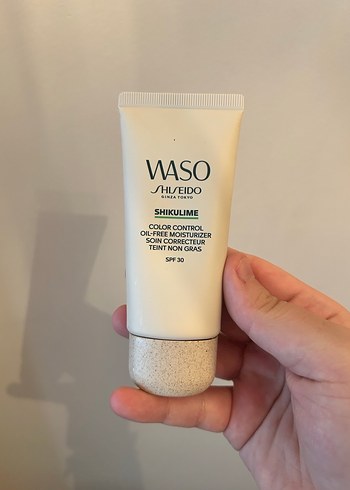 WASO
SHISEIDO
GINZA TOKYO
SHIKULIME
COLOR CONTROL
OIL-FREE MOISTURIZER
SOIN CORRECTEUR
TEINT NON GRAS
SPF 30